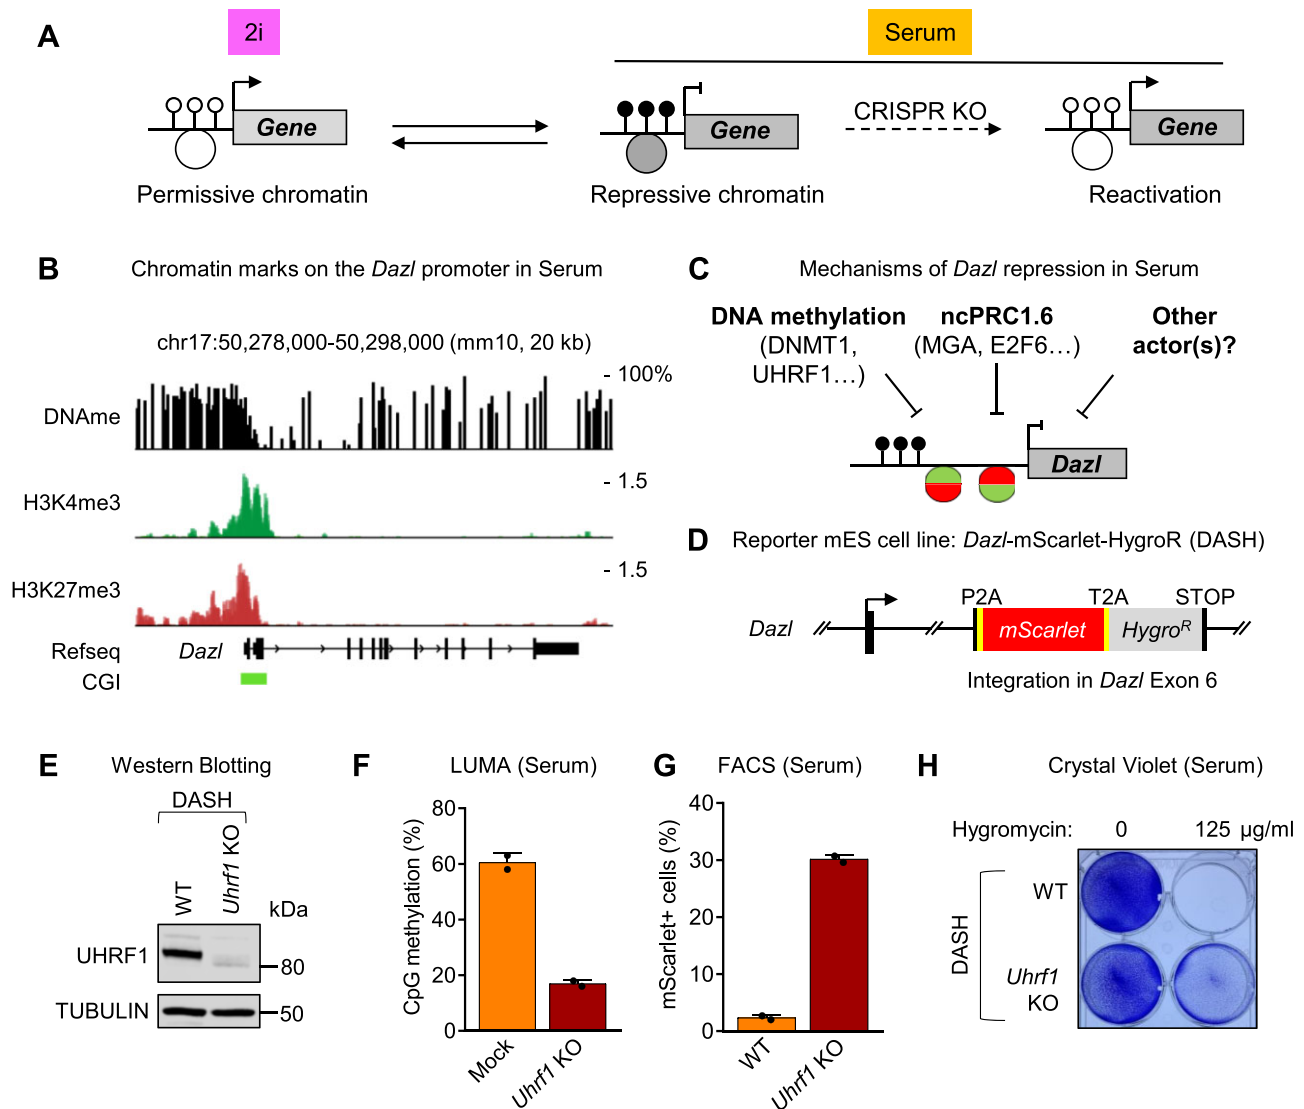 A
2i
Serum
Gene
Gene
CRISPR KO
Gene
Permissive chromatin
Repressive chromatin
Reactivation
B
Chromatin marks on the Dazl promoter in Serum
chr17:50,278,000-50,298,000 (mm10, 20 kb)
- 100%
DNAme
- 1.5
H3K4me3
- 1.5
H3K27me3
Refseq
Dazl
CGI
C
Mechanisms of Dazl repression in Serum
DNA methylation
(DNMT1,
UHRF1...)
ncPRC1.6
(MGA, E2F6...)
Other
actor(s)?
Dazl
D
Reporter mES cell line: Dazl-mScarlet-HygroR (DASH)
P2A
T2A
STOP
Dazl
mScarlet
HygroR
Integration in Dazl Exon 6
E
Western Blotting
DASH
WT
Uhrf1 KO
kDa
UHRF1
80
TUBULIN
50
F
LUMA (Serum)
CpG methylation (%)
80
60
40
20
0
Mock
Uhrf1 KO
G
FACS (Serum)
mScarlet+ cells (%)
40
30
20
10
0
WT
Uhrf1 KO
H
Crystal Violet (Serum)
Hygromycin:
0
125 µg/ml
DASH
WT
Uhrf1
KO